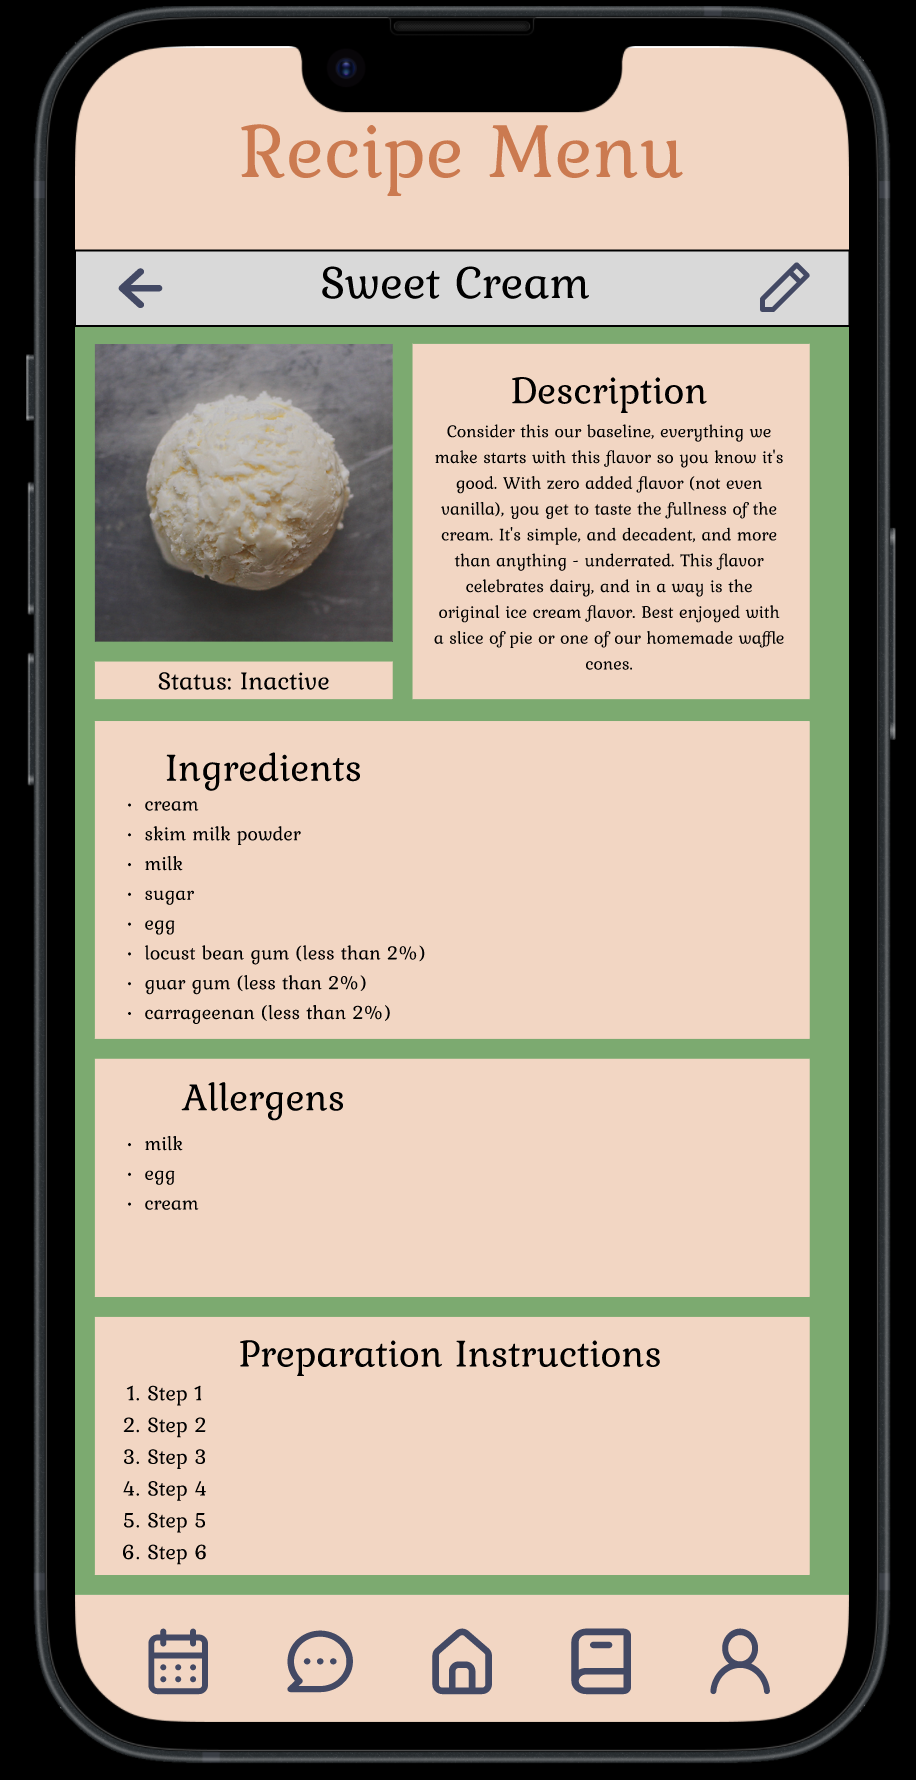 Recipe Menu
Sweet Cream
Description
Consider this our baseline, everything we
make starts with this flavor so you know it's
good. With zero added flavor (not even
vanilla), you get to taste the fullness of the
cream. It's simple, and decadent, and more
than anything - underrated. This flavor
celebrates dairy, and in a way is the
original ice cream flavor. Best enjoyed with
a slice of pie or one of our homemade waffle
cones.
Status: Inactive
Ingredients
• cream
• skim milk powder
• milk
• sugar
• egg
• locust bean gum (less than 2%)
• guar gum (less than 2%)
• carrageenan (less than 2%)
Allergens
• milk
• egg
• cream
Preparation Instructions
1. Step 1
2. Step 2
3. Step 3
4. Step 4
5. Step 5
6. Step 6